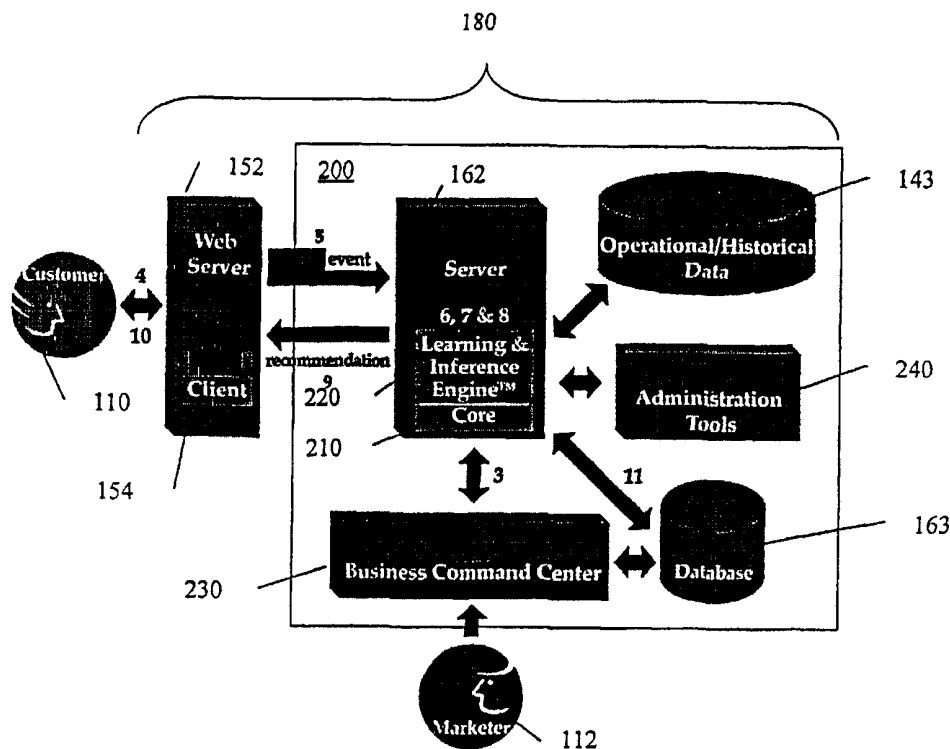 180
152
200
162
143
Web
Server
5
event
Server
Operational/Historical
Data
Customer
4
10
6, 7 & 8
recommendation
9
Learning &
Inference
Engine™
Core
Client
220
240
Administration
Tools
110
210
154
3
11
163
230
Business Command Center
Database
Marketer
112